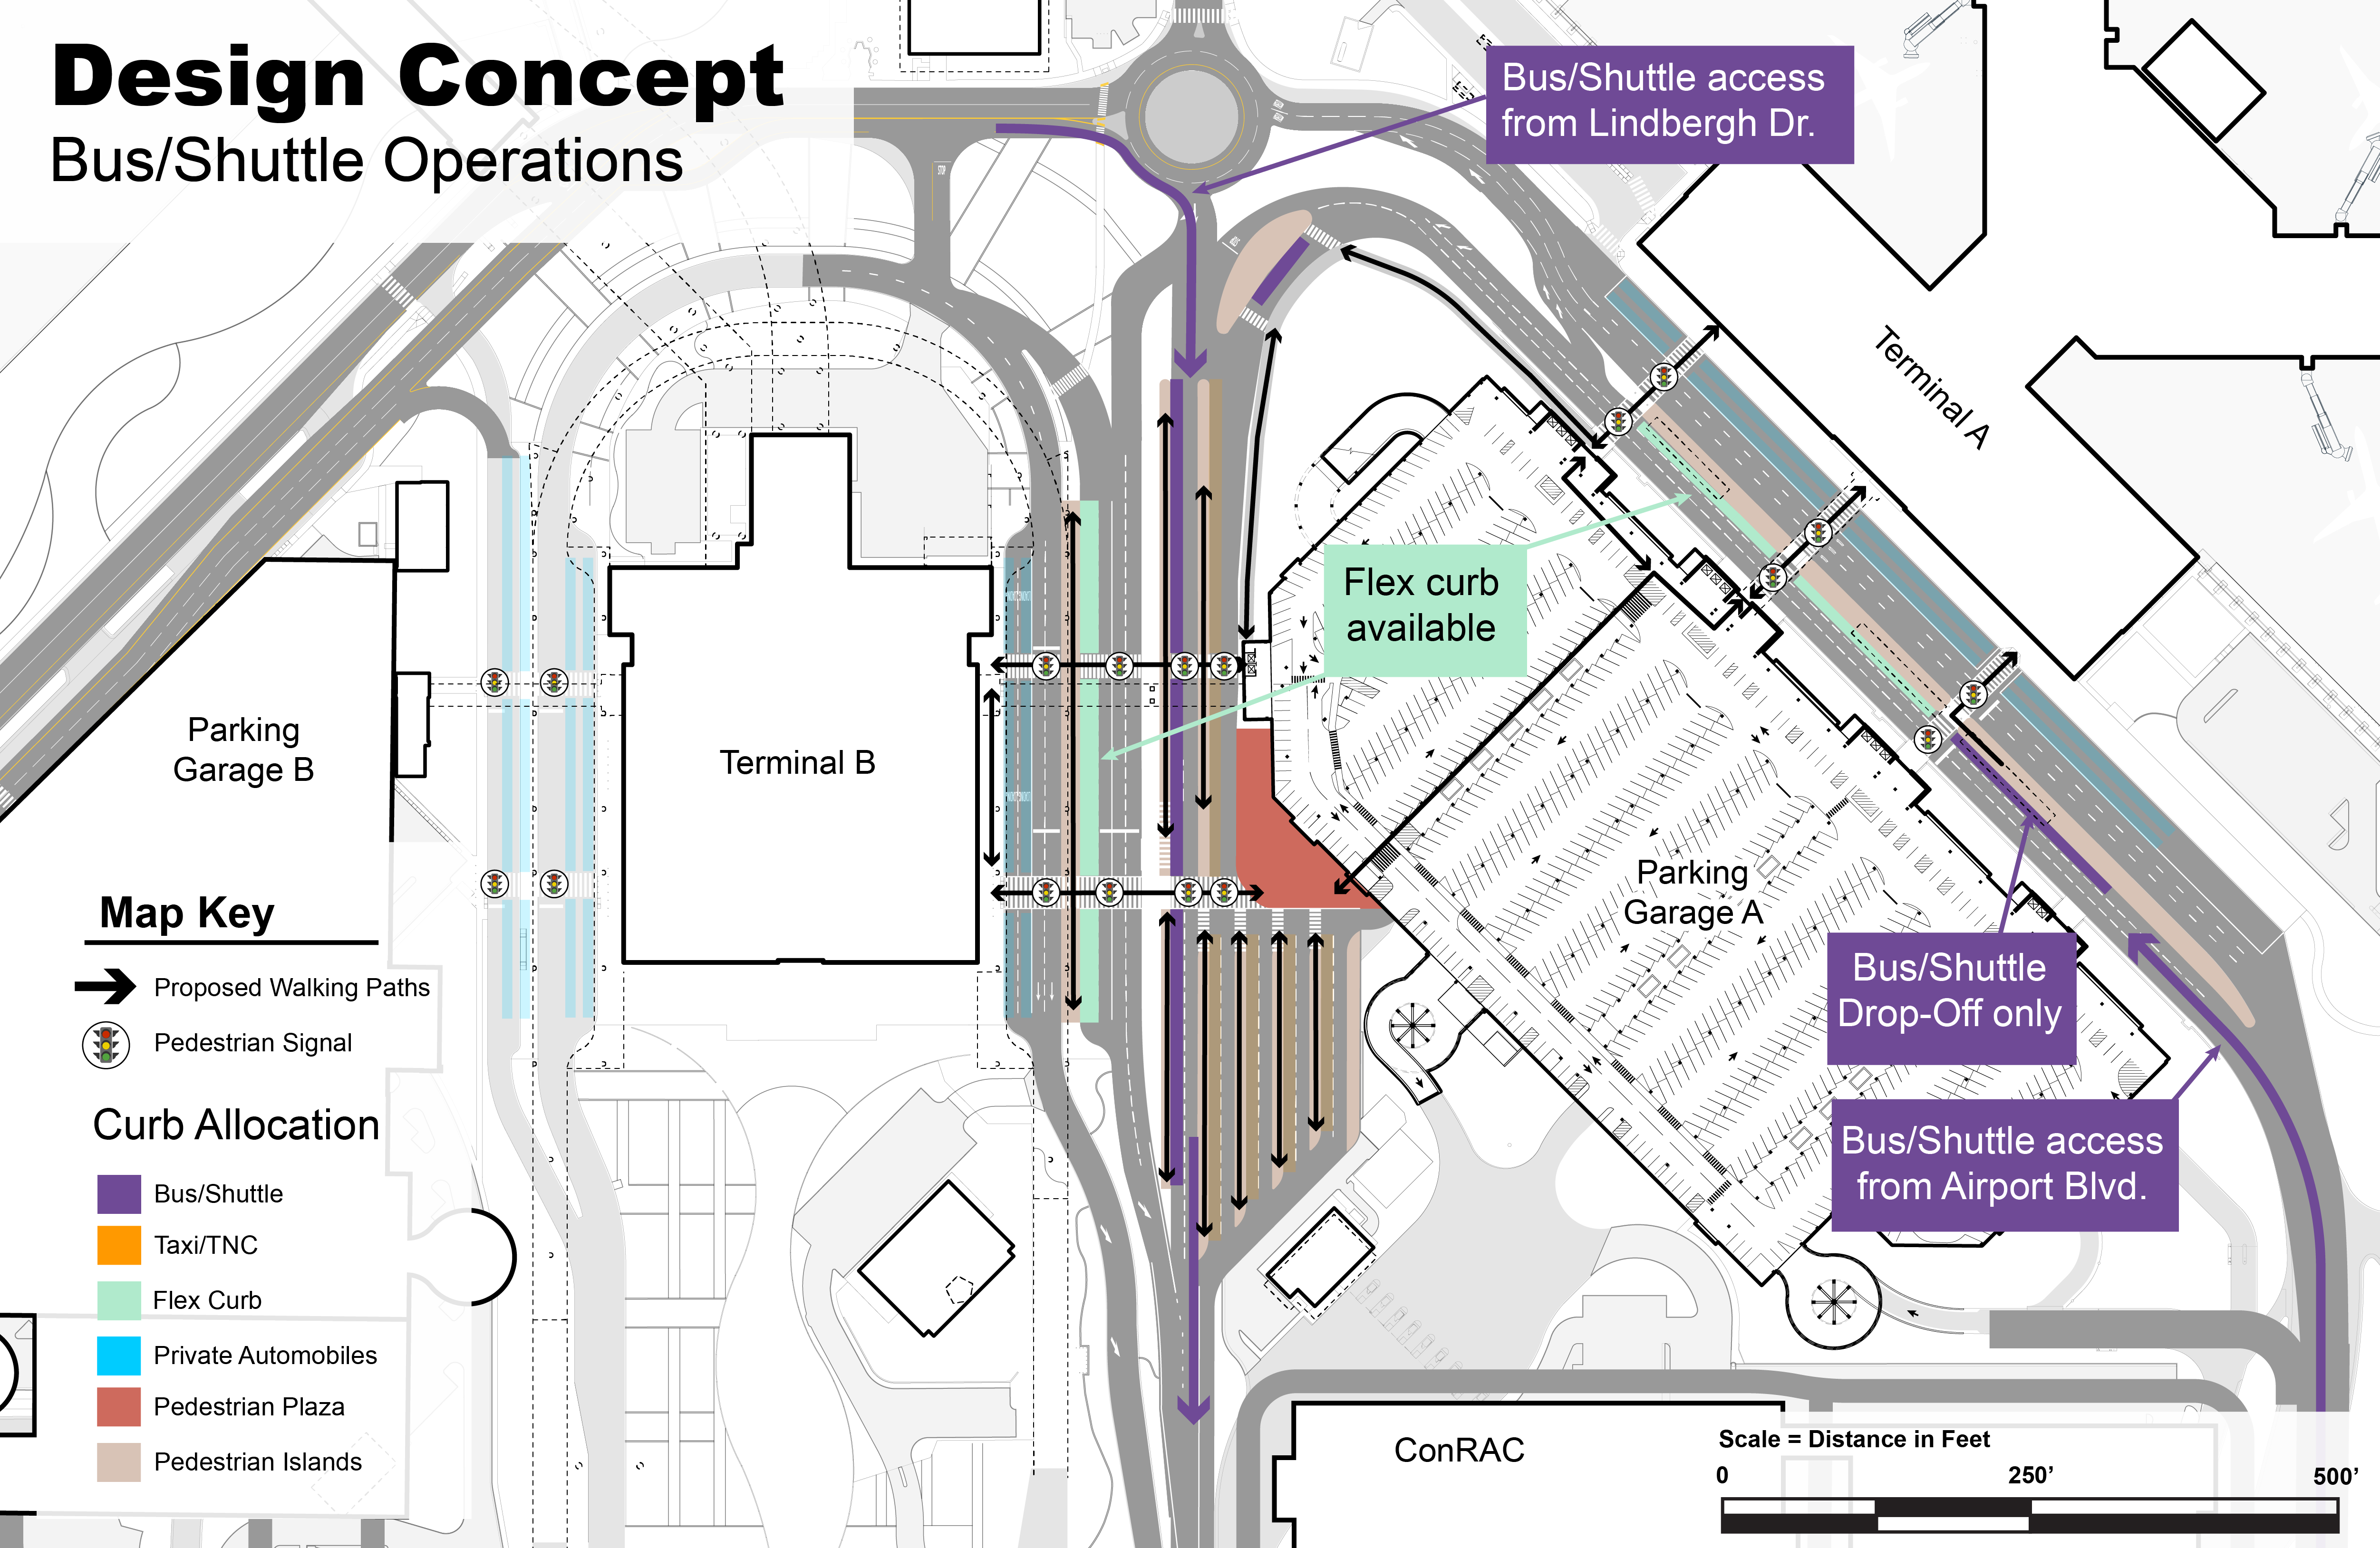 Design Concept
Bus/Shuttle Operations
Bus/Shuttle access
from Lindbergh Dr.
Terminal A
Flex curb
available
Parking
Garage B
Terminal B
Parking
Garage A
Bus/Shuttle
Drop-Off only
Bus/Shuttle access
from Airport Blvd.
Map Key
Proposed Walking Paths
Pedestrian Signal
Curb Allocation
Bus/Shuttle
Taxi/TNC
Flex Curb
Private Automobiles
Pedestrian Plaza
Pedestrian Islands
ConRAC
Scale = Distance in Feet
0 250’ 500’